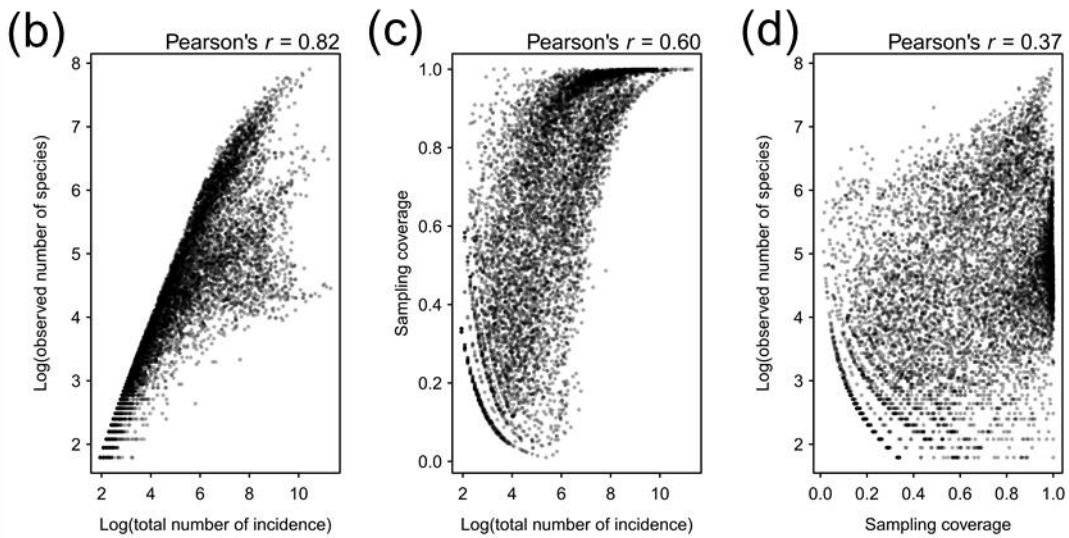 (b)
Pearson's r = 0.82
Log(observed number of species)
8
7
6
5
4
3
2
2 4 6 8 10
Log(total number of incidence)
(c)
Pearson's r = 0.60
Sampling coverage
1.0
0.8
0.6
0.4
0.2
0.0
2 4 6 8 10
Log(total number of incidence)
(d)
Pearson's r = 0.37
Log(observed number of species)
8
7
6
5
4
3
2
0.0 0.2 0.4 0.6 0.8 1.0
Sampling coverage